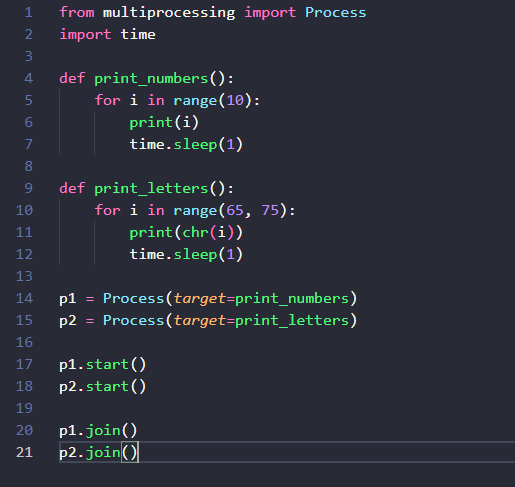 1 from multiprocessing import Process
2 import time
3
4 def print_numbers():
5     for i in range(10):
6         print(i)
7         time.sleep(1)
8
9 def print_letters():
10     for i in range(65, 75):
11         print(chr(i))
12         time.sleep(1)
13
14 p1 = Process(target=print_numbers)
15 p2 = Process(target=print_letters)
16
17 p1.start()
18 p2.start()
19
20 p1.join()
21 p2.join()